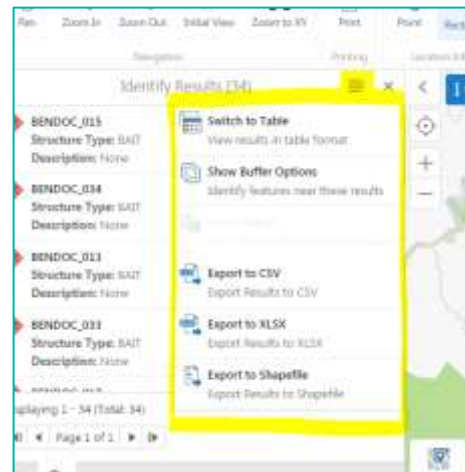 Pan Zoom In Zoom Out Initial View Zoom to XY Print Point
Navigation Printing
Identify Results (34)
BENDOC_015
Structure Type: BAIT
Description: None
BENDOC_034
Structure Type: BAIT
Description: None
BENDOC_013
Structure Type: BAIT
Description: None
BENDOC_033
Structure Type: BAIT
Description: None
Switch to Table
View results in table format
Show Buffer Options
Identify features near these results
Export to CSV
Export Results to CSV
Export to XLSX
Export Results to XLSX
Export to Shapefile
Export Results to Shapefile
playing 1 - 34 (Total: 34)
Page 1 of 1